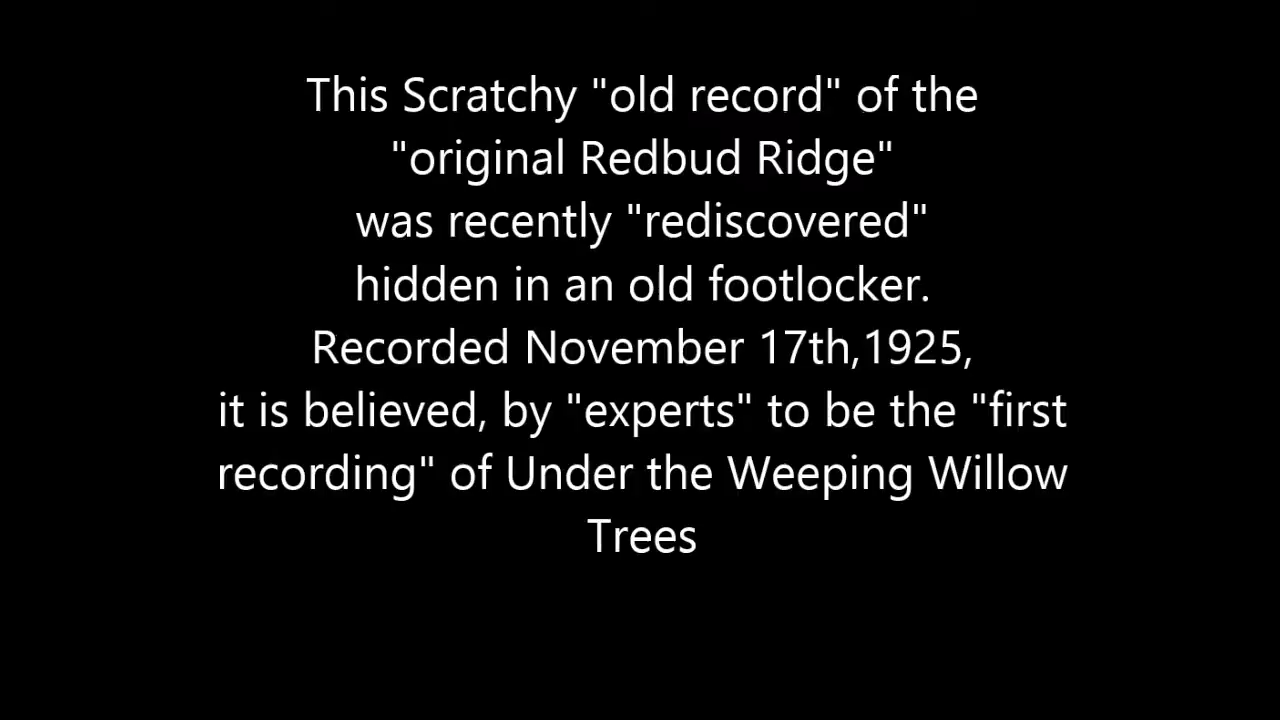 This Scratchy "old record" of the
"original Redbud Ridge"
was recently "rediscovered"
hidden in an old footlocker.
Recorded November 17th,1925,
it is believed, by "experts" to be the "first
recording" of Under the Weeping Willow
Trees